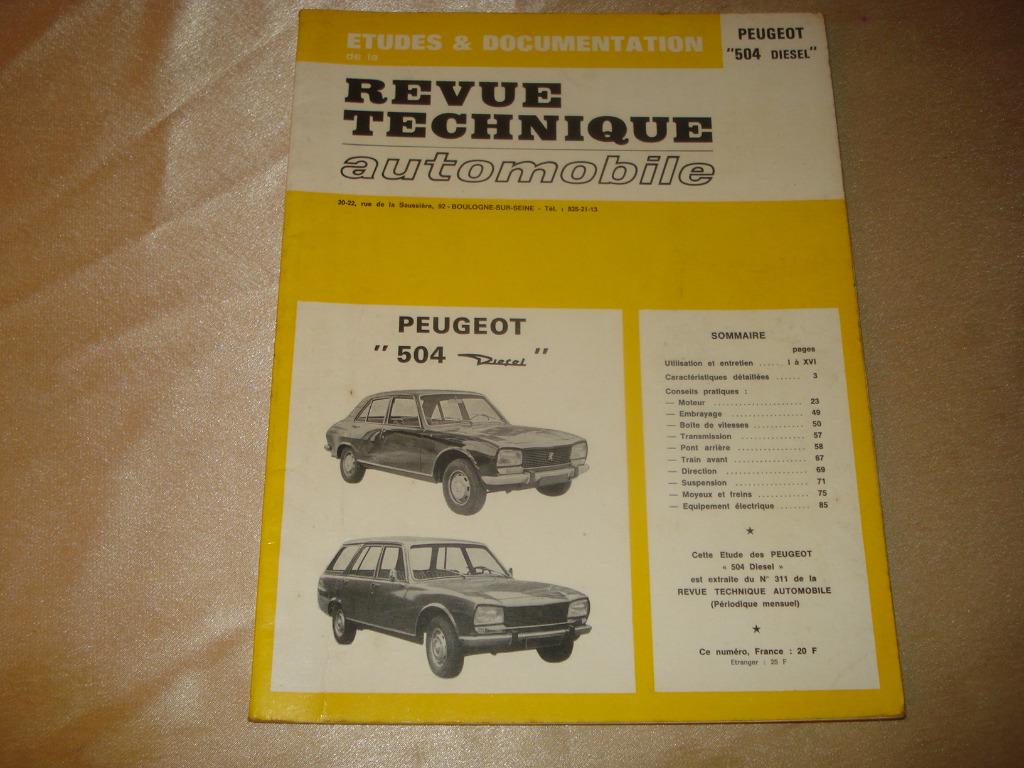 ETUDES & DOCUMENTATION
de la
PEUGEOT
"504 DIESEL"
REVUE
TECHNIQUE
automobile
20-22, rue de la Saussière, 92 - BOULOGNE-SUR-SEINE - Tél. : 825-21-13
PEUGEOT
" 504 Diesel "
SOMMAIRE
pages
Utilisation et entretien ..... I à XVI
Caractéristiques détaillées ...... 3
Conseils pratiques :
— Moteur ...................... 23
— Embrayage .................. 49
— Boîte de vitesses ............ 50
— Transmission ................ 57
— Pont arrière ................. 58
— Train avant .................. 67
— Direction .................... 69
— Suspension .................. 71
— Moyeux et freins ............ 75
— Equipement électrique ....... 85
Cette Etude des PEUGEOT
« 504 Diesel »
est extraite du N° 311 de la
REVUE TECHNIQUE AUTOMOBILE
(Périodique mensuel)
Ce numéro, France : 20 F
Etranger : 25 F